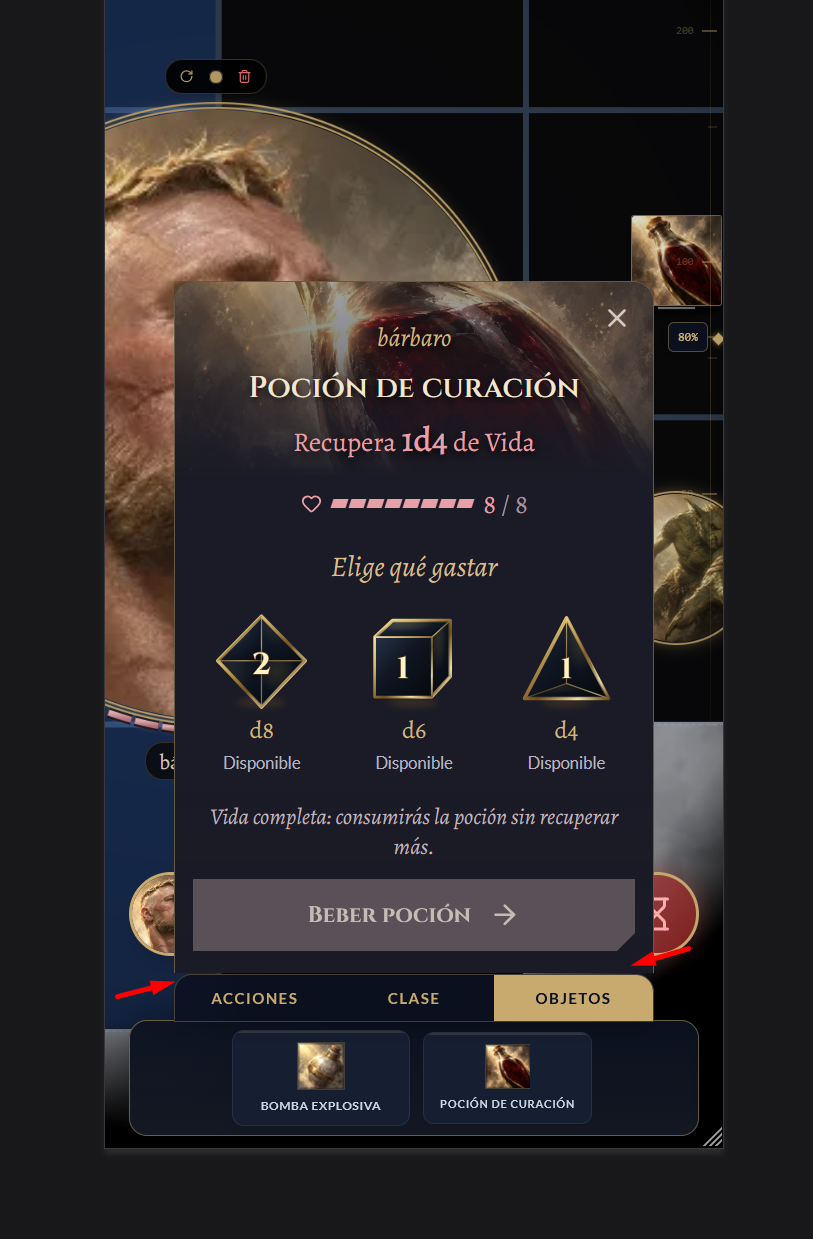 200
100
80%
bárbaro
Poción de curación
Recupera 1d4 de Vida
8 / 8
Elige qué gastar
2 1 1
d8 d6 d4
Disponible Disponible Disponible
bá
Vida completa: consumirás la poción sin recuperar
más.
Beber poción
ACCIONES CLASE OBJETOS
BOMBA EXPLOSIVA POCIÓN DE CURACIÓN